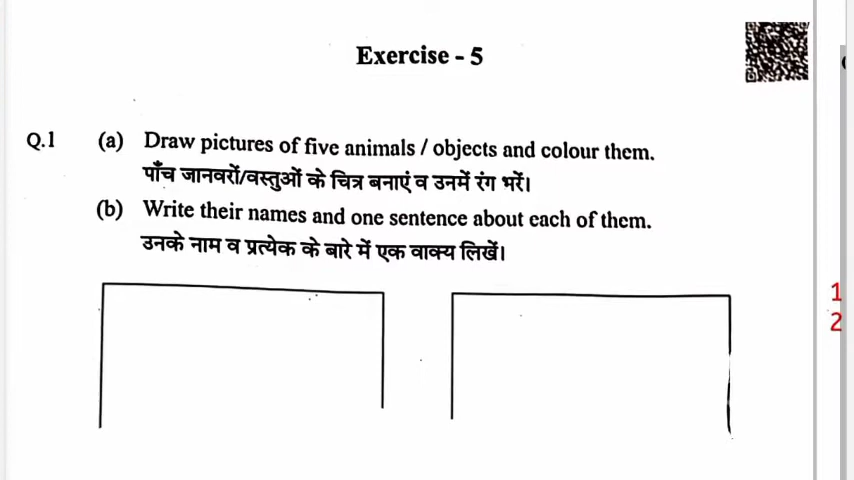 Exercise - 5
Q.1 (a) Draw pictures of five animals / objects and colour them.
पाँच जानवरों/वस्तुओं के चित्र बनाएं व उनमें रंग भरें।
(b) Write their names and one sentence about each of them.
उनके नाम व प्रत्येक के बारे में एक वाक्य लिखें।
1
2